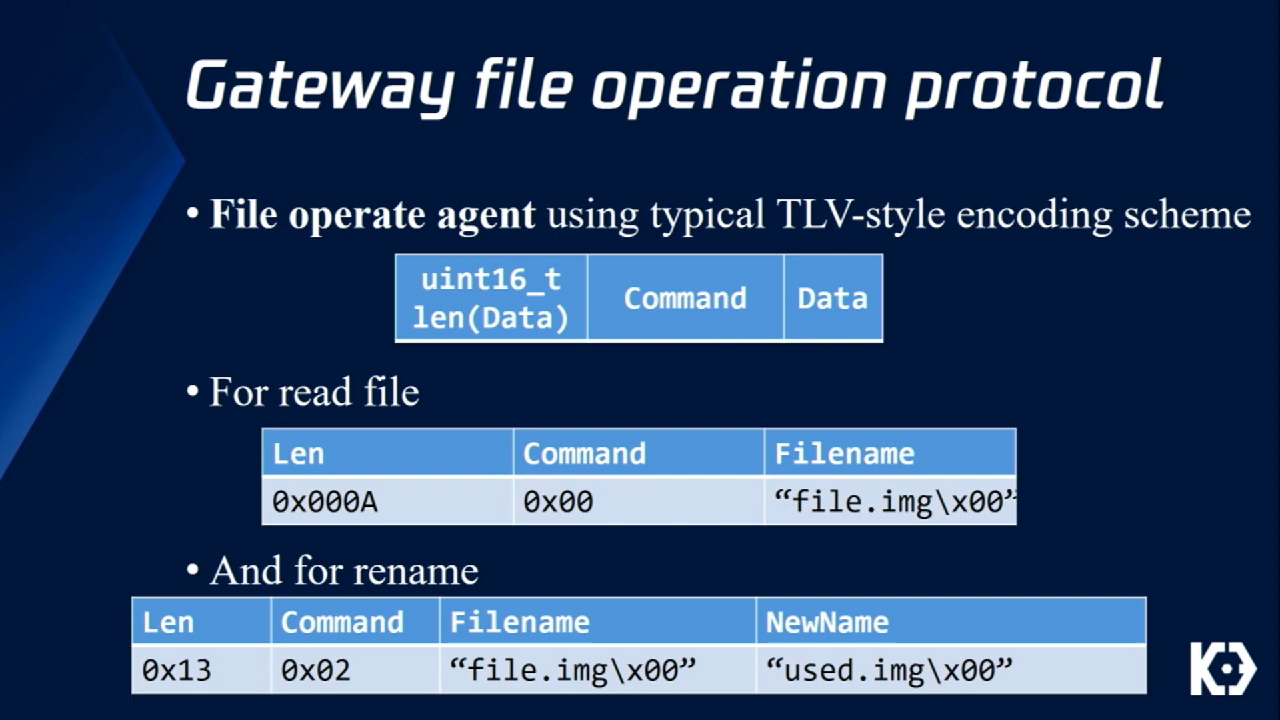 Gateway file operation protocol
• File operate agent using typical TLV-style encoding scheme
uint16_t
len(Data)
Command
Data
• For read file
Len Command Filename
0x000A 0x00 “file.img\x00”
• And for rename
Len Command Filename NewName
0x13 0x02 “file.img\x00” “used.img\x00”